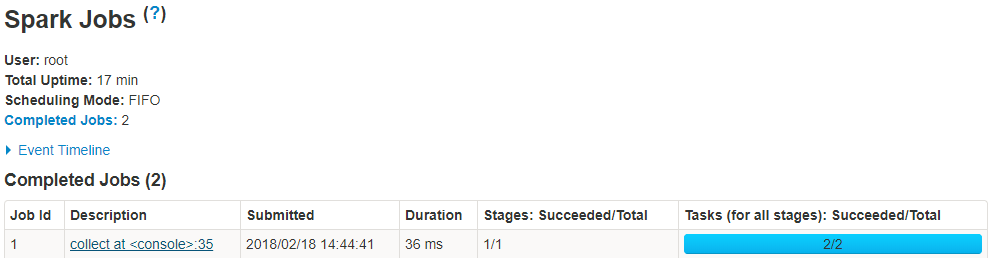 Spark Jobs (?)
User: root
Total Uptime: 17 min
Scheduling Mode: FIFO
Completed Jobs: 2
Event Timeline
Completed Jobs (2)
Job Id Description Submitted Duration Stages: Succeeded/Total Tasks (for all stages): Succeeded/Total
1 collect at <console>:35 2018/02/18 14:44:41 36 ms 1/1 2/2